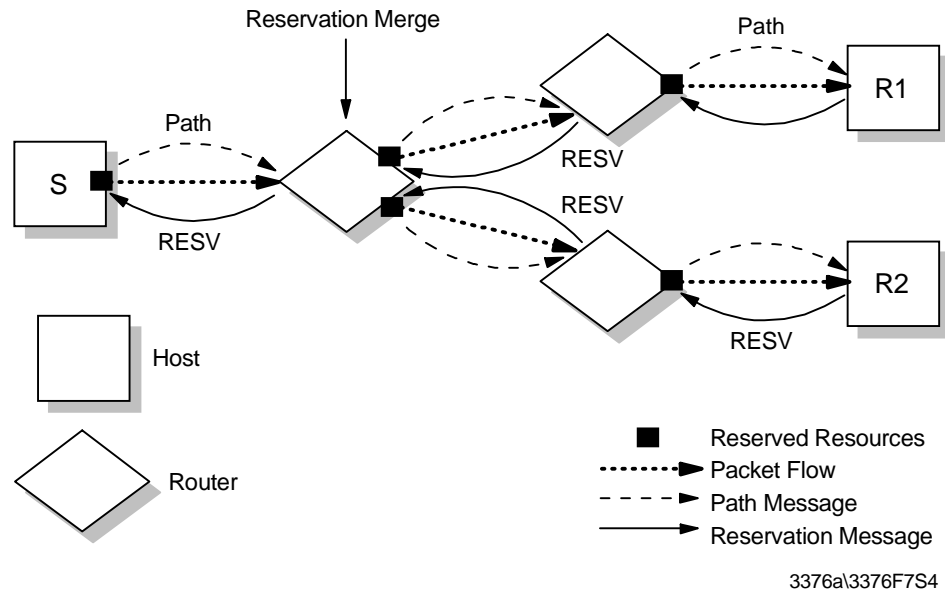 Reservation Merge
Path
R1
Path
S
RESV
RESV
RESV
R2
RESV
Host
Router
Reserved Resources
Packet Flow
Path Message
Reservation Message
3376a\3376F7S4